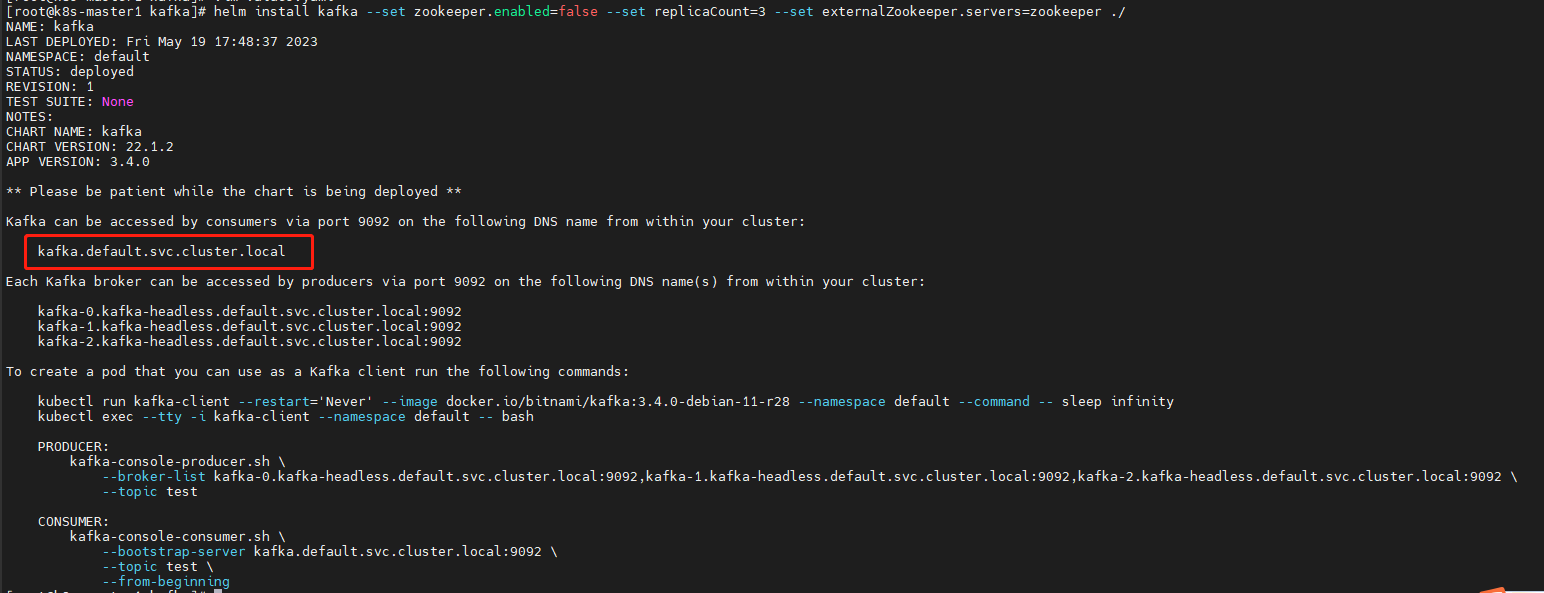 [root@k8s-master1 kafka]# helm install kafka --set zookeeper.enabled=false --set replicaCount=3 --set externalZookeeper.servers=zookeeper ./
NAME: kafka
LAST DEPLOYED: Fri May 19 17:48:37 2023
NAMESPACE: default
STATUS: deployed
REVISION: 1
TEST SUITE: None
NOTES:
CHART NAME: kafka
CHART VERSION: 22.1.2
APP VERSION: 3.4.0
** Please be patient while the chart is being deployed **
Kafka can be accessed by consumers via port 9092 on the following DNS name from within your cluster:
kafka.default.svc.cluster.local
Each Kafka broker can be accessed by producers via port 9092 on the following DNS name(s) from within your cluster:
kafka-0.kafka-headless.default.svc.cluster.local:9092
kafka-1.kafka-headless.default.svc.cluster.local:9092
kafka-2.kafka-headless.default.svc.cluster.local:9092
To create a pod that you can use as a Kafka client run the following commands:
kubectl run kafka-client --restart='Never' --image docker.io/bitnami/kafka:3.4.0-debian-11-r28 --namespace default --command -- sleep infinity
kubectl exec --tty -i kafka-client --namespace default -- bash
PRODUCER:
kafka-console-producer.sh \
--broker-list kafka-0.kafka-headless.default.svc.cluster.local:9092,kafka-1.kafka-headless.default.svc.cluster.local:9092,kafka-2.kafka-headless.default.svc.cluster.local:9092 \
--topic test
CONSUMER:
kafka-console-consumer.sh \
--bootstrap-server kafka.default.svc.cluster.local:9092 \
--topic test \
--from-beginning